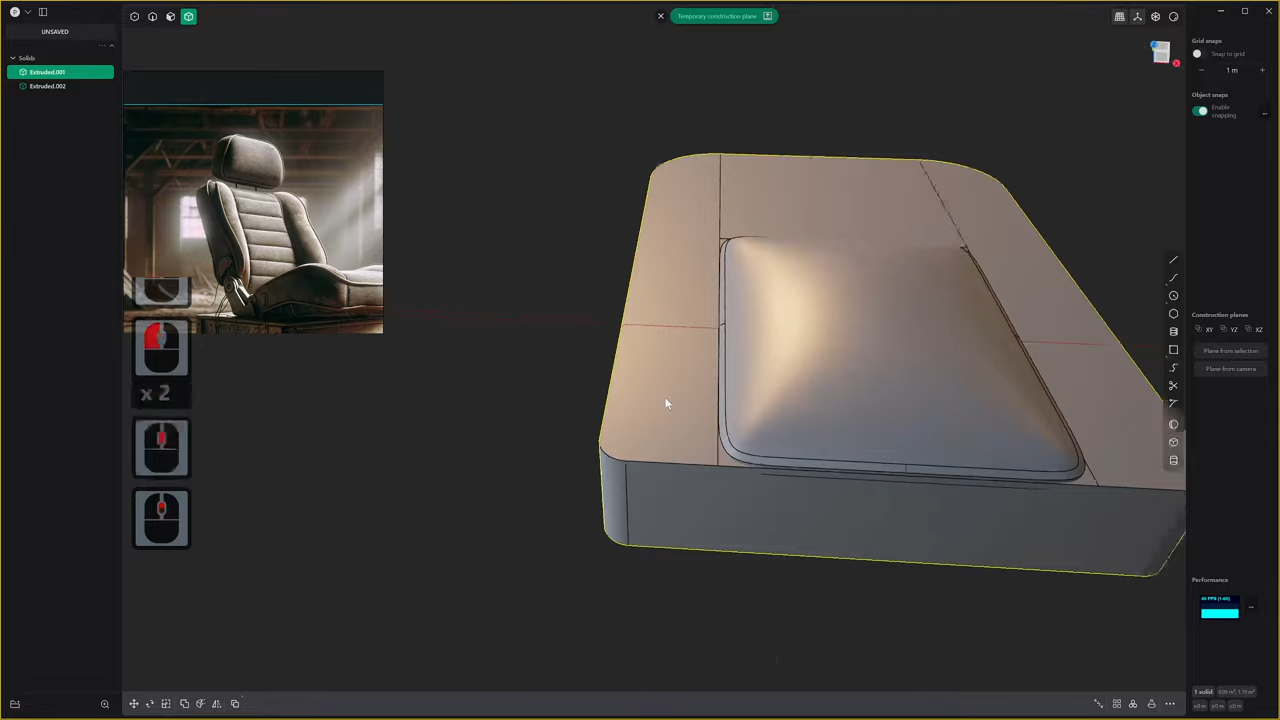 UNSAVED
Solids
Extruded.001
Extruded.002
Temporary construction plane
Grid snaps
Snap to grid
1 m
Object snaps
Enable
snapping
Construction planes
XY YZ XZ
Plane from selection
Plane from camera
x 2
Performance
1 solid